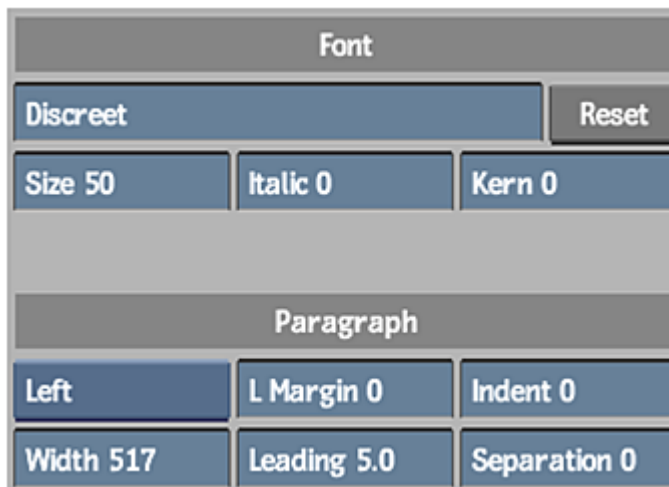 Font
Discreet Reset
Size 50 Italic 0 Kern 0
Paragraph
Left L Margin 0 Indent 0
Width 517 Leading 5.0 Separation 0